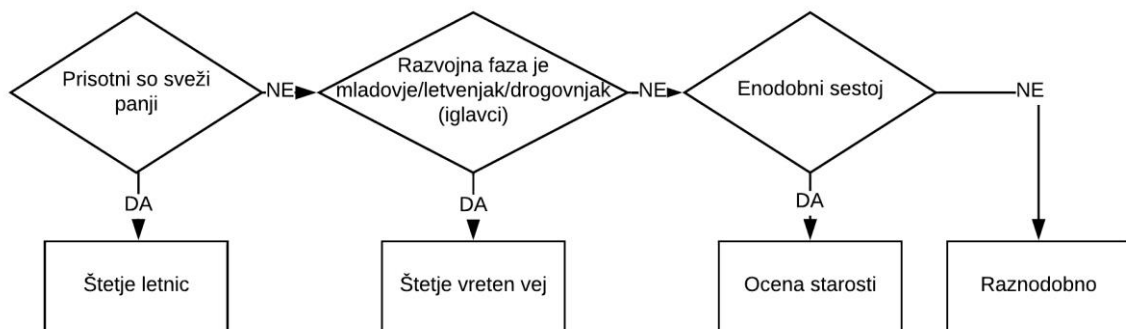 Prisotni so sveži
panji
NE
Razvojna faza je
mladovje/letvenjak/drogovnjak
(iglavci)
NE
Enodobni sestoj
NE
DA
DA
DA
Štetje letnic
Štetje vreten vej
Ocena starosti
Raznodobno